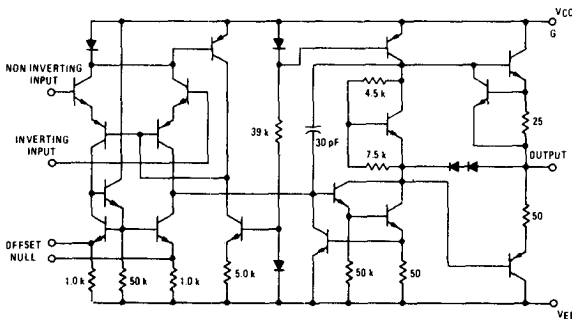 VCC
G
NON INVERTING
INPUT
4.5 k
39 k
25
30 pF
INVERTING
INPUT
7.5 k
OUTPUT
50
OFFSET
NULL
1.0 k
50 k
1.0 k
5.0 k
50 k
50
VEE